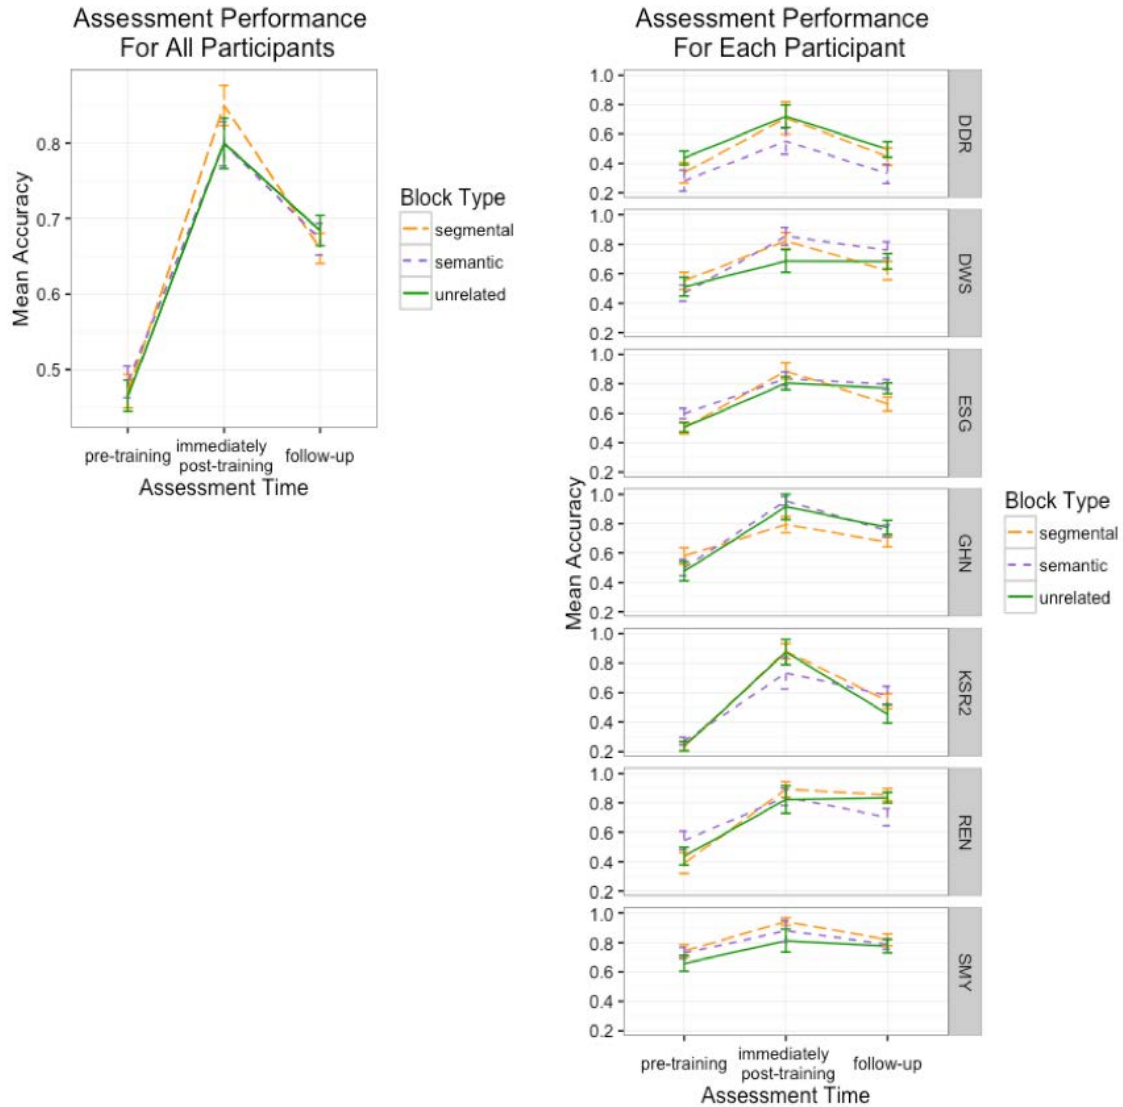 Assessment Performance
For All Participants
Mean Accuracy
0.8
0.7
0.6
0.5
pre-training
immediately
post-training
follow-up
Assessment Time
Block Type
segmental
semantic
unrelated
Assessment Performance
For Each Participant
Mean Accuracy
1.0
0.8
0.6
0.4
0.2
DDR
1.0
0.8
0.6
0.4
0.2
DWS
1.0
0.8
0.6
0.4
0.2
ESG
1.0
0.8
0.6
0.4
0.2
GHN
1.0
0.8
0.6
0.4
0.2
KSR2
1.0
0.8
0.6
0.4
0.2
REN
1.0
0.8
0.6
0.4
0.2
SMY
pre-training
immediately
post-training
follow-up
Assessment Time
Block Type
segmental
semantic
unrelated